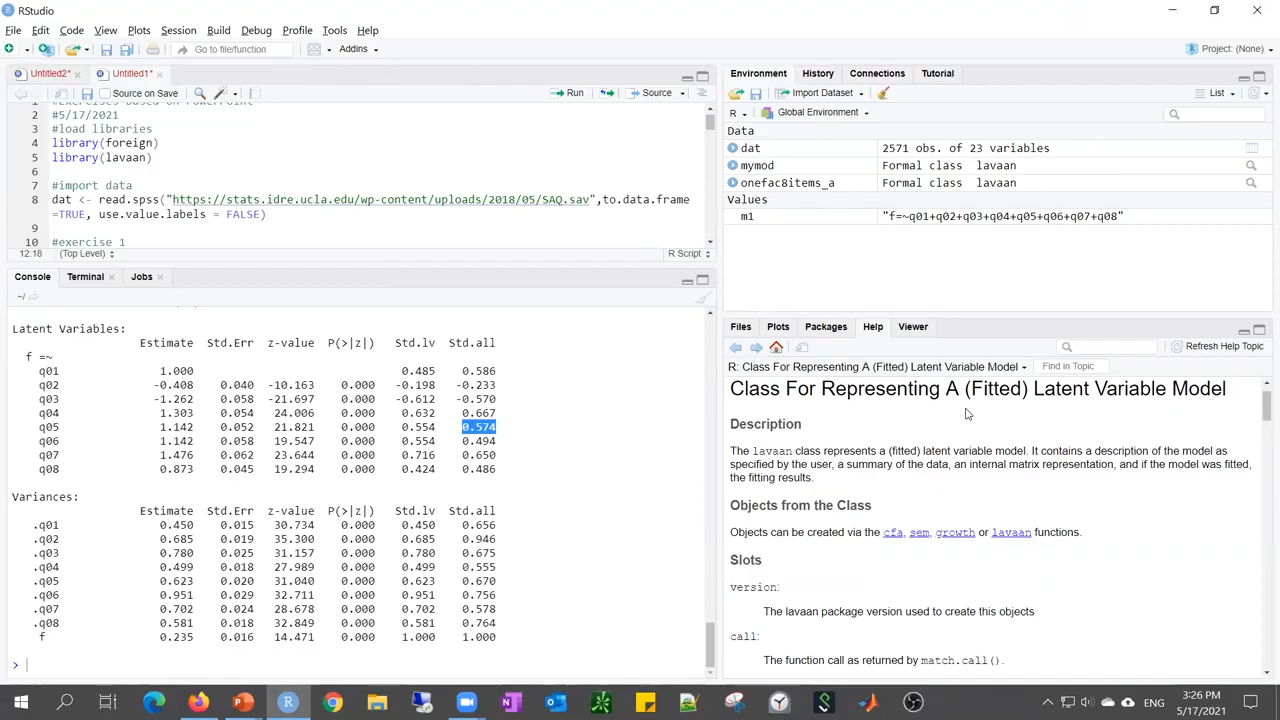 RStudio
File Edit Code View Plots Session Build Debug Profile Tools Help
Go to file/function Addins Project: (None)
Untitled2* Untitled1*
Source on Save Run Source
1 #Exercises based on PowerPoint
2 #5/17/2021
3 #load libraries
4 library(foreign)
5 library(lavaan)
6
7 #import data
8 dat <- read.spss("https://stats.idre.ucla.edu/wp-content/uploads/2018/05/SAQ.sav",to.data.frame
=TRUE, use.value.labels = FALSE)
9
10 #exercise 1
12:18 (Top Level) R Script
Console Terminal Jobs
~/
Latent Variables:
Estimate Std.Err z-value P(>|z|) Std.lv Std.all
f =~
q01 1.000 0.485 0.586
q02 -0.408 0.040 -10.163 0.000 -0.198 -0.233
q03 -1.262 0.058 -21.697 0.000 -0.612 -0.570
q04 1.303 0.054 24.006 0.000 0.632 0.667
q05 1.142 0.052 21.821 0.000 0.554 0.574
q06 1.142 0.058 19.547 0.000 0.554 0.494
q07 1.476 0.062 23.644 0.000 0.716 0.650
q08 0.873 0.045 19.294 0.000 0.424 0.486
Variances:
Estimate Std.Err z-value P(>|z|) Std.lv Std.all
.q01 0.450 0.015 30.734 0.000 0.450 0.656
.q02 0.685 0.019 35.300 0.000 0.685 0.946
.q03 0.780 0.025 31.157 0.000 0.780 0.675
.q04 0.499 0.018 27.989 0.000 0.499 0.555
.q05 0.623 0.020 31.040 0.000 0.623 0.670
.q06 0.951 0.029 32.711 0.000 0.951 0.756
.q07 0.702 0.024 28.678 0.000 0.702 0.578
.q08 0.581 0.018 32.849 0.000 0.581 0.764
f 0.235 0.016 14.471 0.000 1.000 1.000
>
Environment History Connections Tutorial
Import Dataset List
R Global Environment
Data
dat 2571 obs. of 23 variables
mymod Formal class lavaan
onefac8items_a Formal class lavaan
Values
m1 "f=~q01+q02+q03+q04+q05+q06+q07+q08"
Files Plots Packages Help Viewer
Refresh Help Topic
R: Class For Representing A (Fitted) Latent Variable Model Find in Topic
Class For Representing A (Fitted) Latent Variable Model
Description
The lavaan class represents a (fitted) latent variable model. It contains a description of the model as
specified by the user, a summary of the data, an internal matrix representation, and if the model was fitted,
the fitting results.
Objects from the Class
Objects can be created via the cfa, sem, growth or lavaan functions.
Slots
version:
The lavaan package version used to create this objects
call:
The function call as returned by match.call().
ENG
3:26 PM
5/17/2021